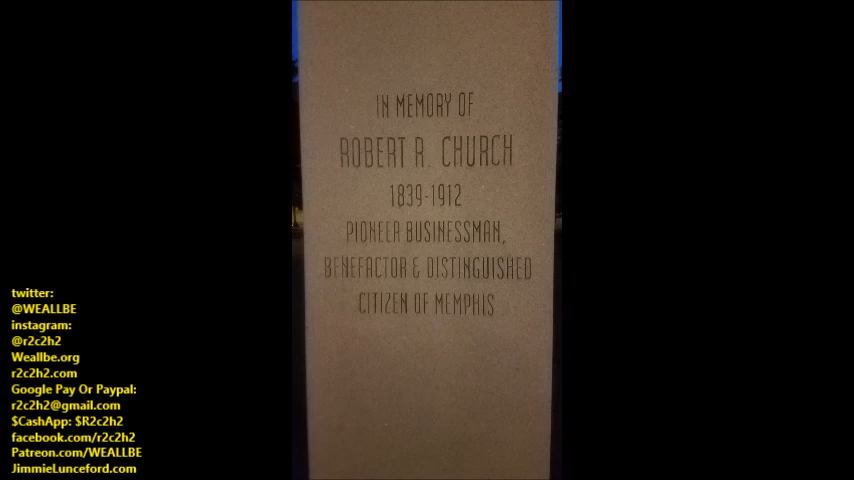 IN MEMORY OF
ROBERT R. CHURCH
1839-1912
PIONEER BUSINESSMAN,
BENEFACTOR & DISTINGUISHED
CITIZEN OF MEMPHIS
twitter:
@WEALLBE
instagram:
@r2c2h2
Weallbe.org
r2c2h2.com
Google Pay Or Paypal:
r2c2h2@gmail.com
$CashApp: $R2c2h2
facebook.com/r2c2h2
Patreon.com/WEALLBE
JimmieLunceford.com